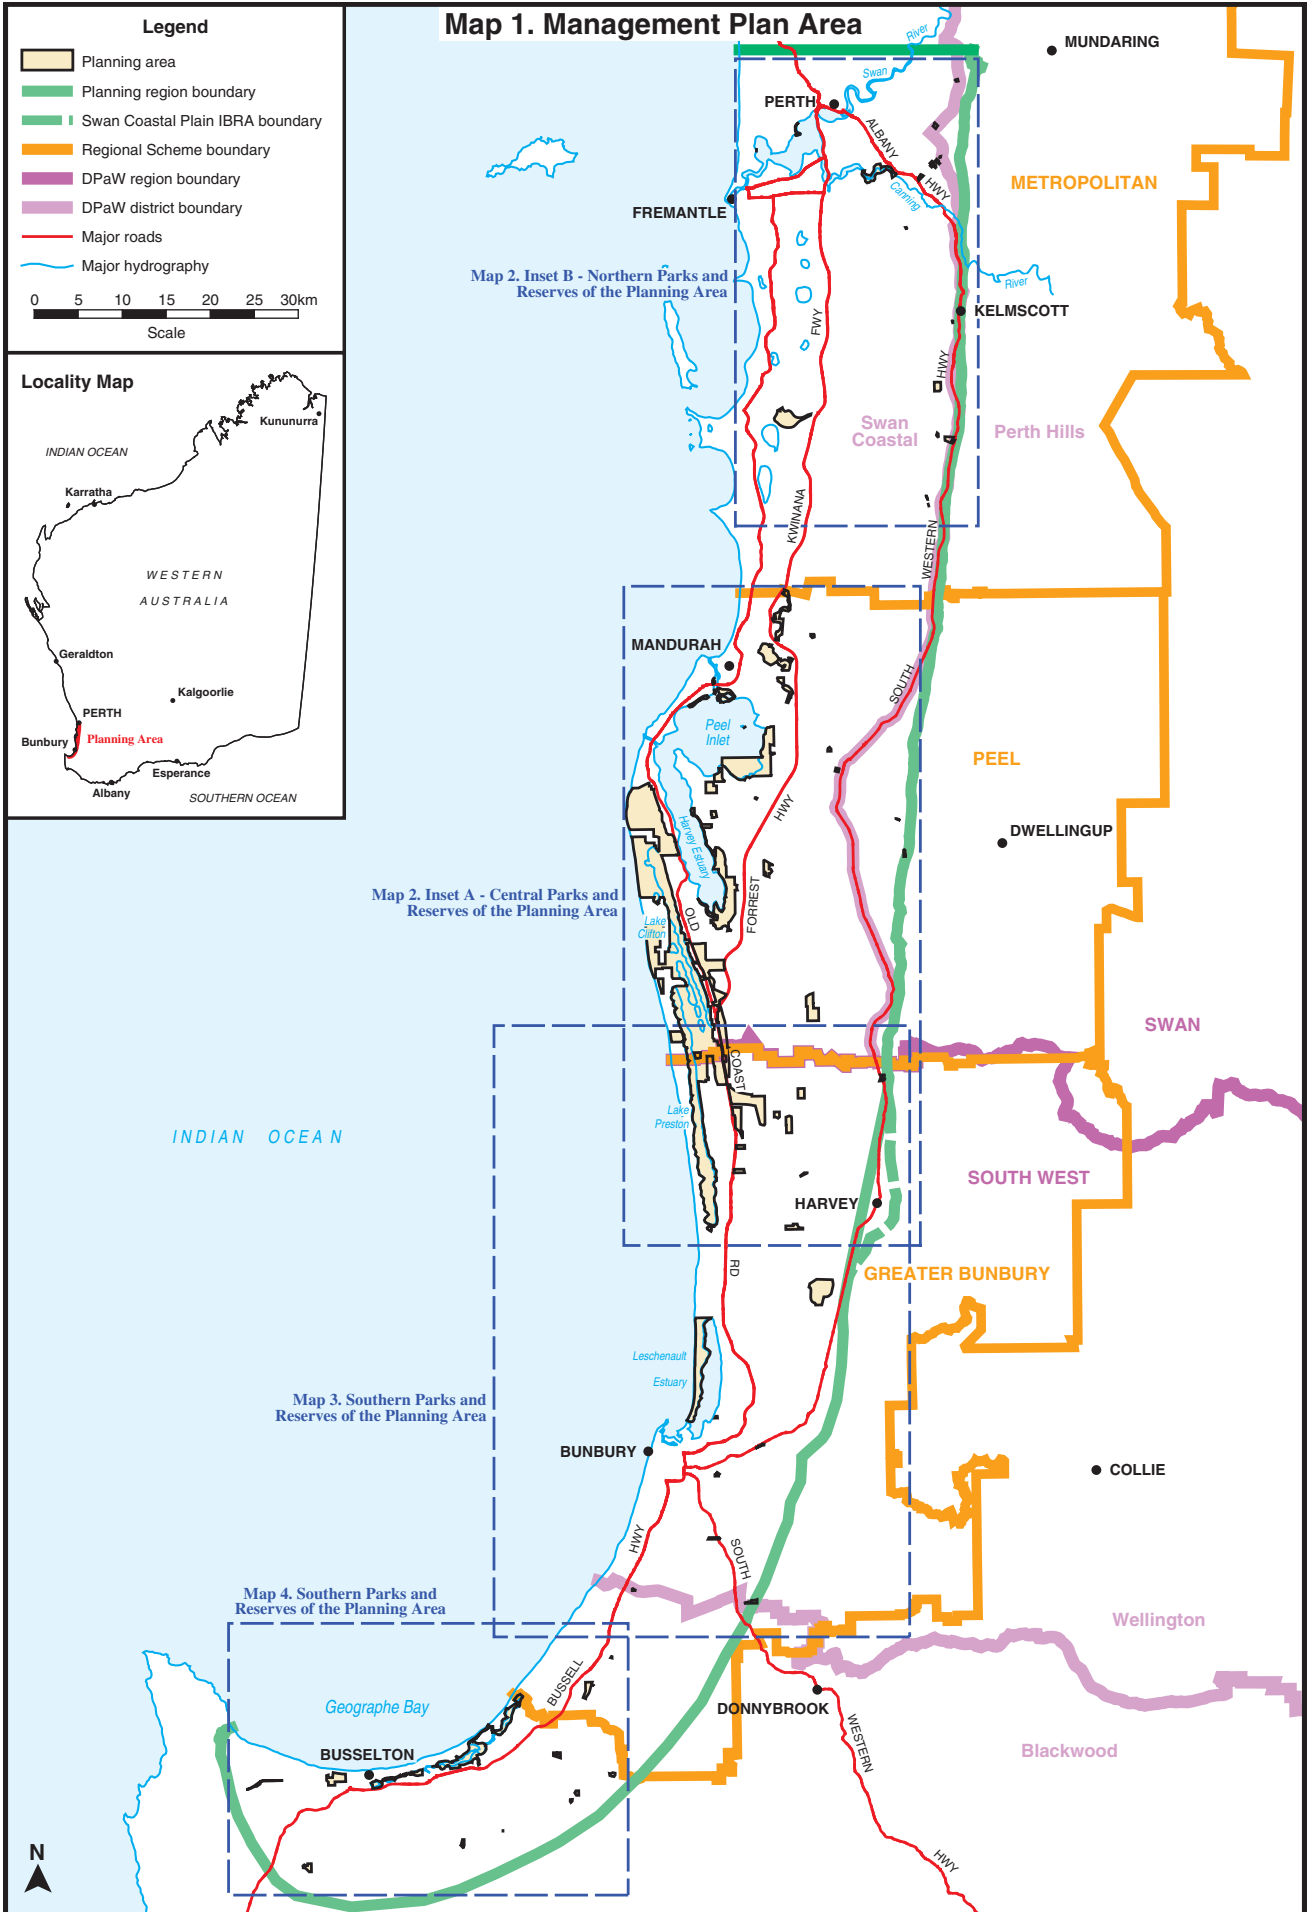 Map 1. Management Plan Area
Legend
Planning area
Planning region boundary
Swan Coastal Plain IBRA boundary
Regional Scheme boundary
DPaW region boundary
DPaW district boundary
Major roads
Major hydrography
0 5 10 15 20 25 30km
Scale
Locality Map
Kununurra
INDIAN OCEAN
Karratha
WESTERN
AUSTRALIA
Geraldton
Kalgoorlie
PERTH
Bunbury
Planning Area
Esperance
Albany
SOUTHERN OCEAN
River
MUNDARING
Swan
PERTH
ALBANY
HWY
METROPOLITAN
Canning
FREMANTLE
Map 2. Inset B - Northern Parks and
Reserves of the Planning Area
River
KELMSCOTT
FWY
HWY
Swan
Coastal
Perth Hills
KWINANA
WESTERN
MANDURAH
SOUTH
Peel
Inlet
PEEL
HWY
DWELLINGUP
Harvey Estuary
Map 2. Inset A - Central Parks and
Reserves of the Planning Area
FORREST
OLD
Lake
Clifton
SWAN
COAST
Lake
Preston
INDIAN OCEAN
SOUTH WEST
HARVEY
RD
GREATER BUNBURY
Leschenault
Estuary
Map 3. Southern Parks and
Reserves of the Planning Area
BUNBURY
COLLIE
HWY
SOUTH
Map 4. Southern Parks and
Reserves of the Planning Area
Wellington
BUSSELL
Geographe Bay
DONNYBROOK
WESTERN
BUSSELTON
Blackwood
HWY
N